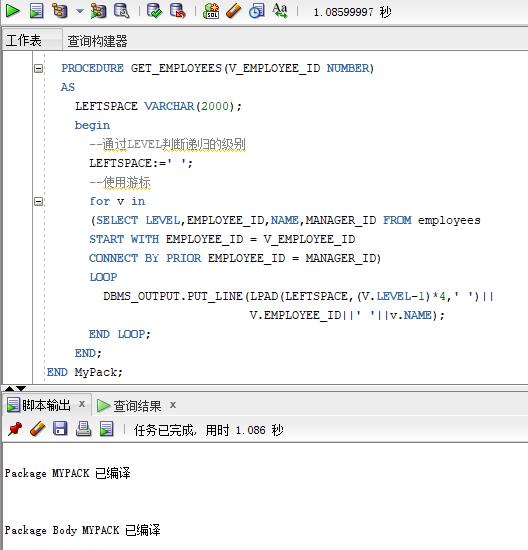 1.08599997 秒
工作表 查询构建器
PROCEDURE GET_EMPLOYEES(V_EMPLOYEE_ID NUMBER)
AS
LEFTSPACE VARCHAR(2000);
begin
--通过LEVEL判断递归的级别
LEFTSPACE:=' ';
--使用游标
for v in
(SELECT LEVEL,EMPLOYEE_ID,NAME,MANAGER_ID FROM employees
START WITH EMPLOYEE_ID = V_EMPLOYEE_ID
CONNECT BY PRIOR EMPLOYEE_ID = MANAGER_ID)
LOOP
DBMS_OUTPUT.PUT_LINE(LPAD(LEFTSPACE,(V.LEVEL-1)*4,' ')||
V.EMPLOYEE_ID||' '||v.NAME);
END LOOP;
END;
END MyPack;
脚本输出 x 查询结果 x
任务已完成, 用时 1.086 秒
Package MYPACK 已编译
Package Body MYPACK 已编译